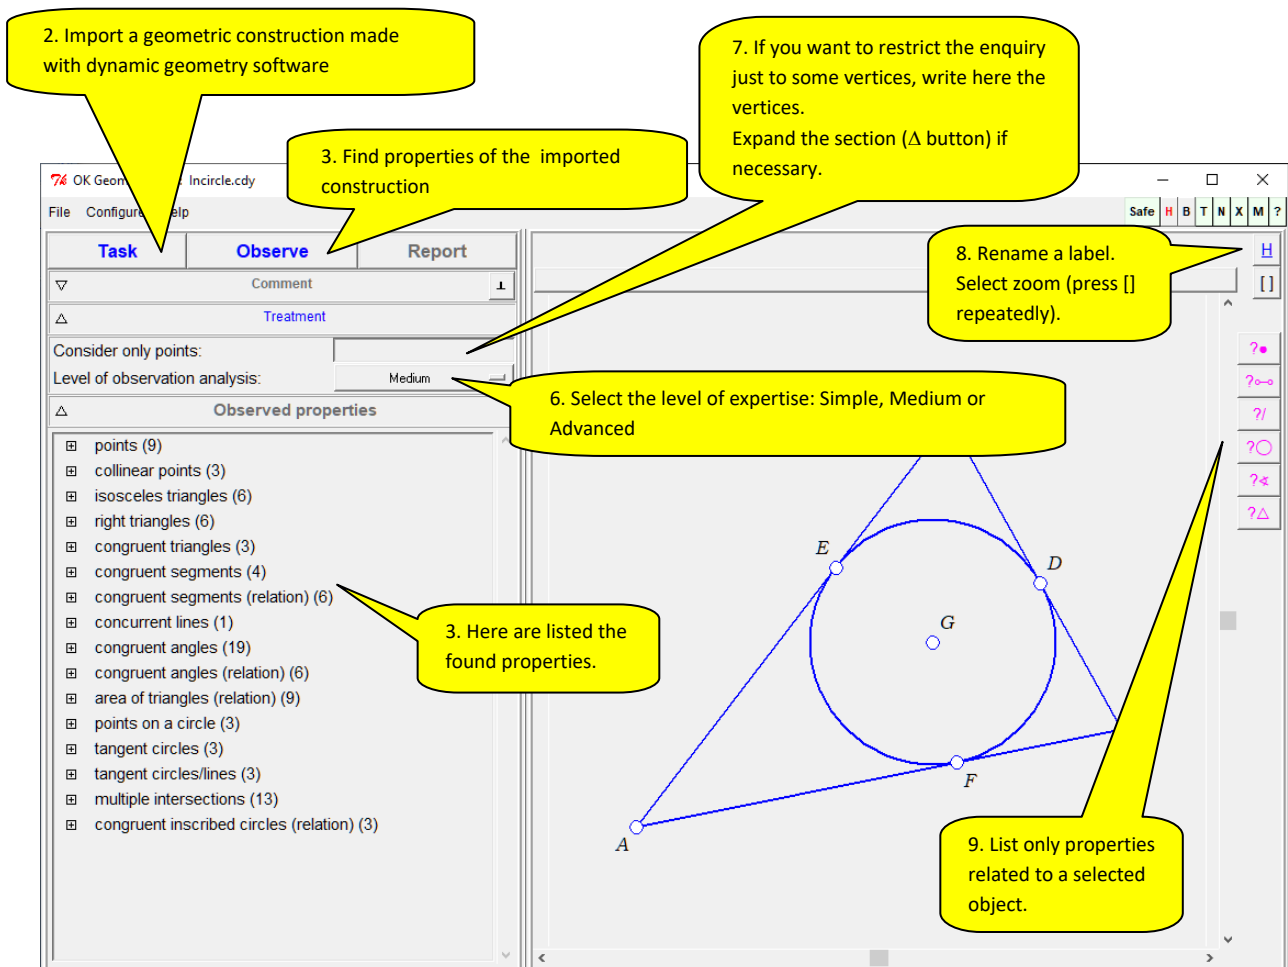 2. Import a geometric construction made
with dynamic geometry software
7. If you want to restrict the enquiry
just to some vertices, write here the
vertices.
Expand the section (Δ button) if
necessary.
3. Find properties of the imported
construction
OK Geom Incircle.cdy
File Configure elp
Safe H B T N X M ?
Task Observe Report
H
8. Rename a label.
Select zoom (press []
repeatedly).
▽ Comment
[ ]
△ Treatment
Consider only points:
Level of observation analysis: Medium
6. Select the level of expertise: Simple, Medium or
Advanced
△ Observed properties
points (9)
collinear points (3)
isosceles triangles (6)
right triangles (6)
congruent triangles (3)
congruent segments (4)
congruent segments (relation) (6)
concurrent lines (1)
congruent angles (19)
congruent angles (relation) (6)
area of triangles (relation) (9)
points on a circle (3)
tangent circles (3)
tangent circles/lines (3)
multiple intersections (13)
congruent inscribed circles (relation) (3)
3. Here are listed the
found properties.
?●
?⊶
?/
?○
?∢
?△
E
D
G
F
A
9. List only properties
related to a selected
object.